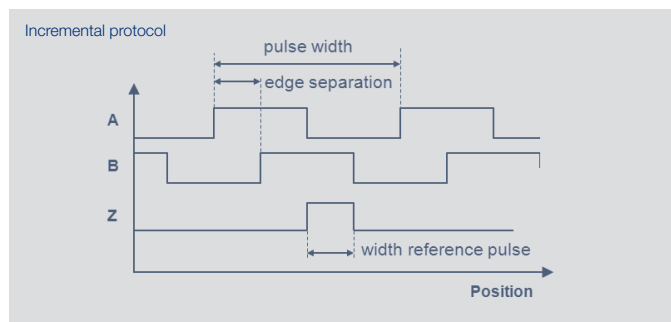 Incremental protocol
pulse width
edge separation
A
B
Z
width reference pulse
Position